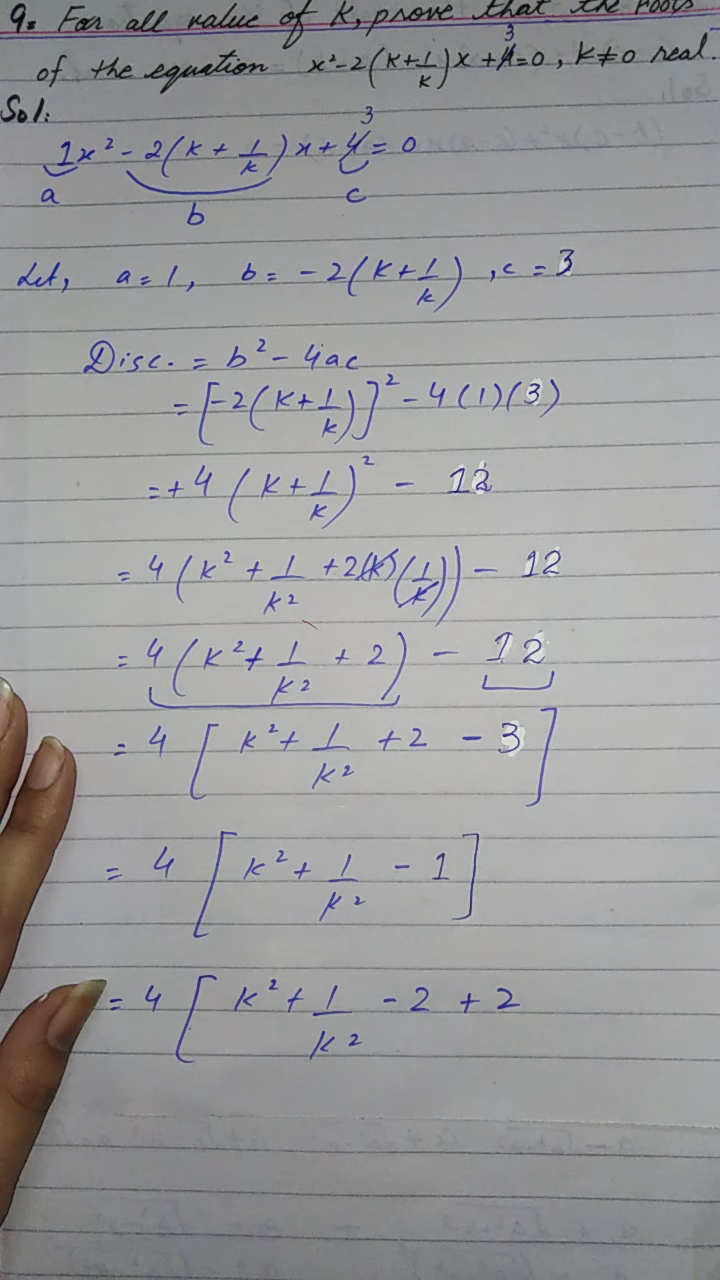 9. For all value of K, prove that the roots
of the equation x²-2(K+1/K)x+3=0, K≠0 real.
Sol:
1x² - 2(K + 1/K)x + 3 = 0
a b c
Let, a = 1, b = -2(K+1/K), c = 3
Disc. = b² - 4ac
= [-2(K+1/K)]² - 4(1)(3)
= +4 (K+1/K)² - 12
= 4 (K² + 1/K² + 2(K)(1/K)) - 12
= 4 (K² + 1/K² + 2) - 12
= 4 [K² + 1/K² + 2 - 3]
= 4 [K² + 1/K² - 1]
= 4 [K² + 1/K² - 2 + 2